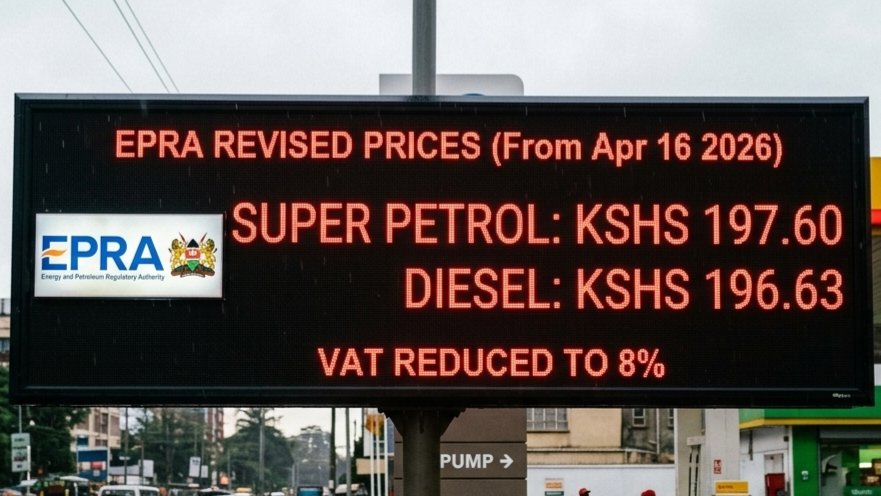 EPRA REVISED PRICES (From Apr 16 2026)
SUPER PETROL: KSHS 197.60
EPRA
Energy and Petroleum Regulatory Authority
DIESEL: KSHS 196.63
VAT REDUCED TO 8%
PUMP →